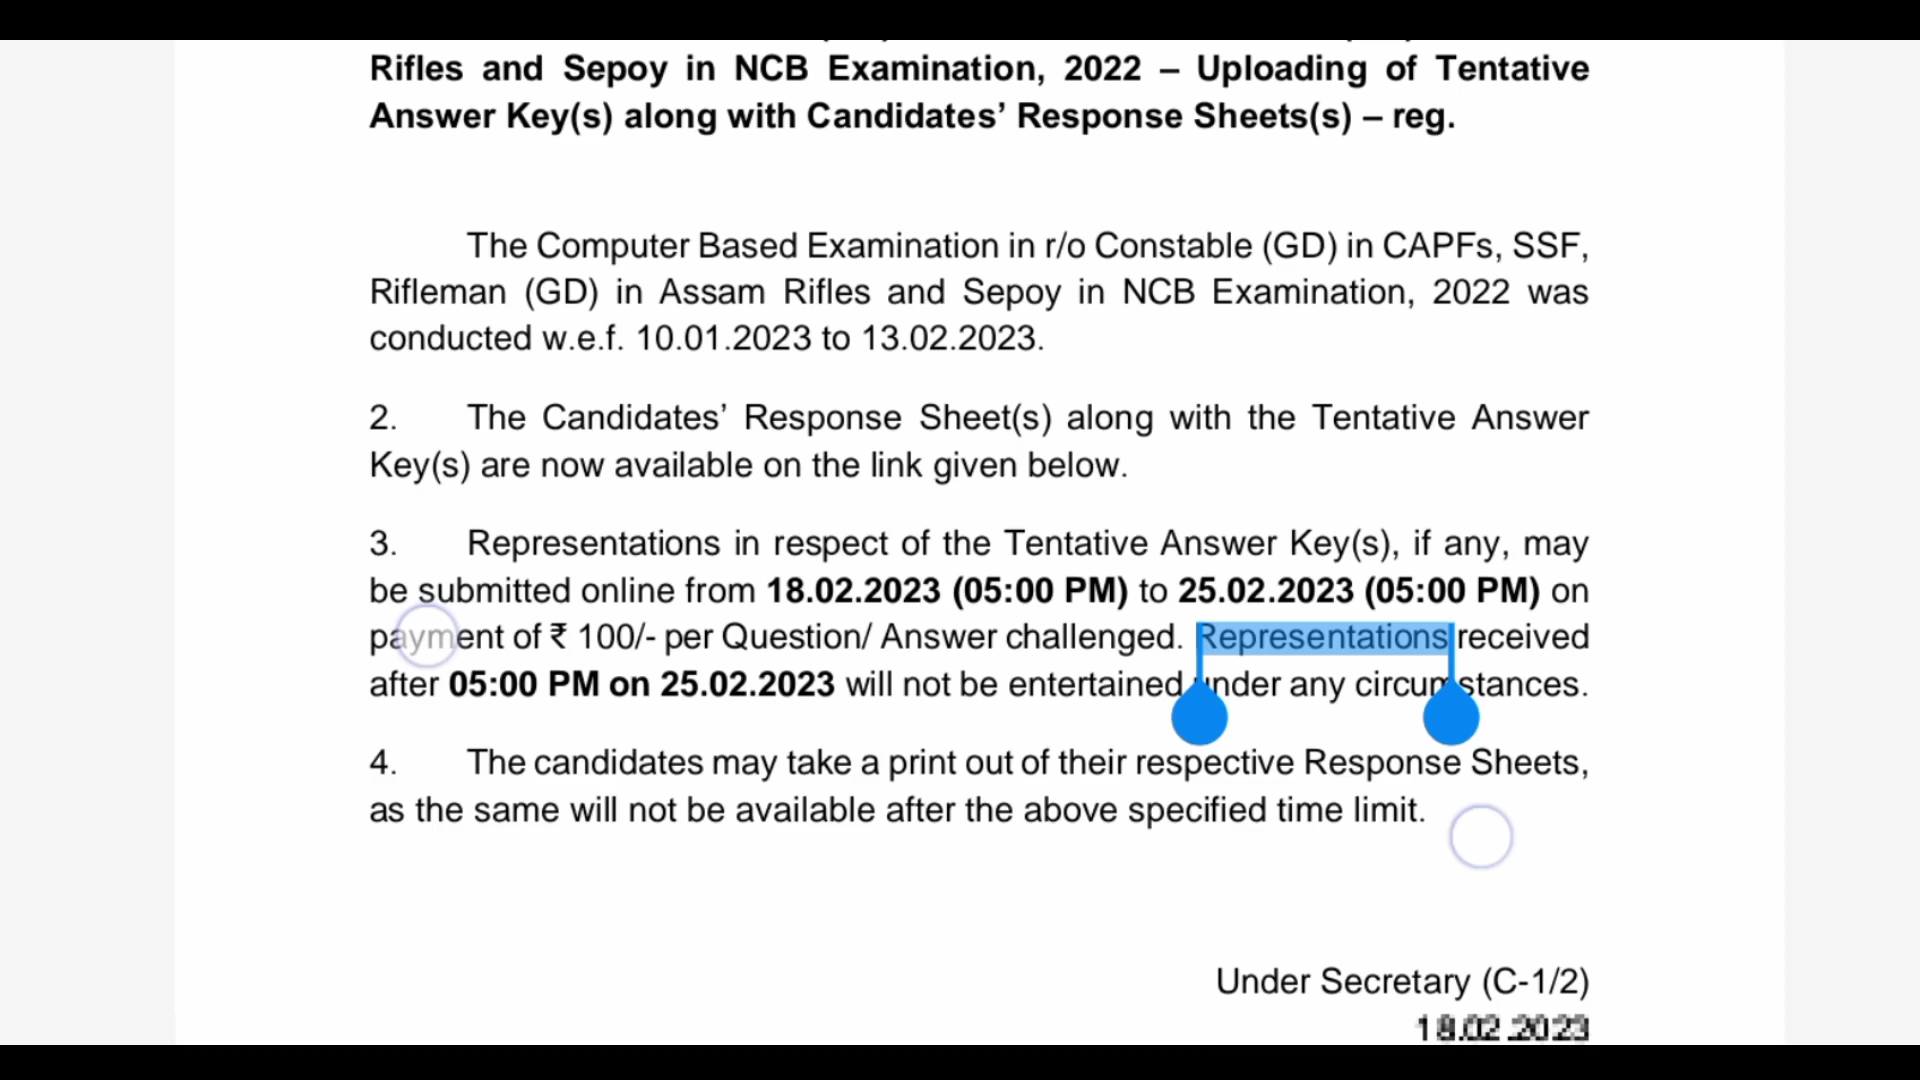 Rifles and Sepoy in NCB Examination, 2022 – Uploading of Tentative
Answer Key(s) along with Candidates’ Response Sheets(s) – reg.
The Computer Based Examination in r/o Constable (GD) in CAPFs, SSF,
Rifleman (GD) in Assam Rifles and Sepoy in NCB Examination, 2022 was
conducted w.e.f. 10.01.2023 to 13.02.2023.
2. The Candidates’ Response Sheet(s) along with the Tentative Answer
Key(s) are now available on the link given below.
3. Representations in respect of the Tentative Answer Key(s), if any, may
be submitted online from 18.02.2023 (05:00 PM) to 25.02.2023 (05:00 PM) on
payment of ₹ 100/- per Question/ Answer challenged. Representations received
after 05:00 PM on 25.02.2023 will not be entertained under any circumstances.
4. The candidates may take a print out of their respective Response Sheets,
as the same will not be available after the above specified time limit.
Under Secretary (C-1/2)
18.02.2023